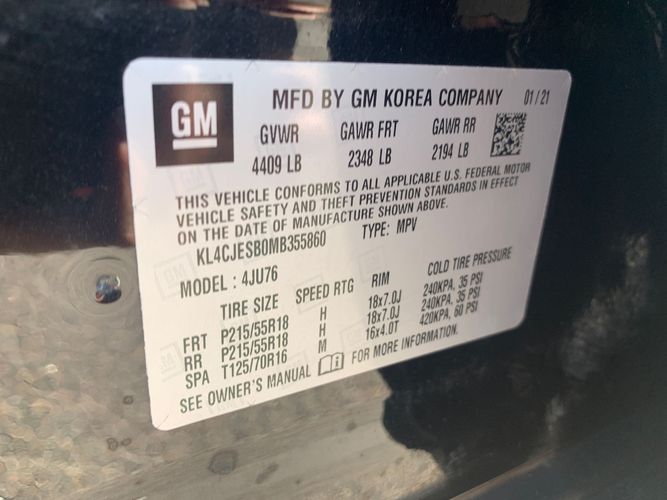 GM
MFD BY GM KOREA COMPANY 01/21
GVWR GAWR FRT GAWR RR
4409 LB 2348 LB 2194 LB
THIS VEHICLE CONFORMS TO ALL APPLICABLE U.S. FEDERAL MOTOR
VEHICLE SAFETY AND THEFT PREVENTION STANDARDS IN EFFECT
ON THE DATE OF MANUFACTURE SHOWN ABOVE.
KL4CJESB0MB355860 TYPE: MPV
MODEL: 4JU76
TIRE SIZE SPEED RTG RIM COLD TIRE PRESSURE
FRT P215/55R18 H 18x7.0J 240KPA, 35 PSI
RR P215/55R18 H 18x7.0J 240KPA, 35 PSI
SPA T125/70R16 M 16x4.0T 420KPA, 60 PSI
SEE OWNER'S MANUAL FOR MORE INFORMATION.